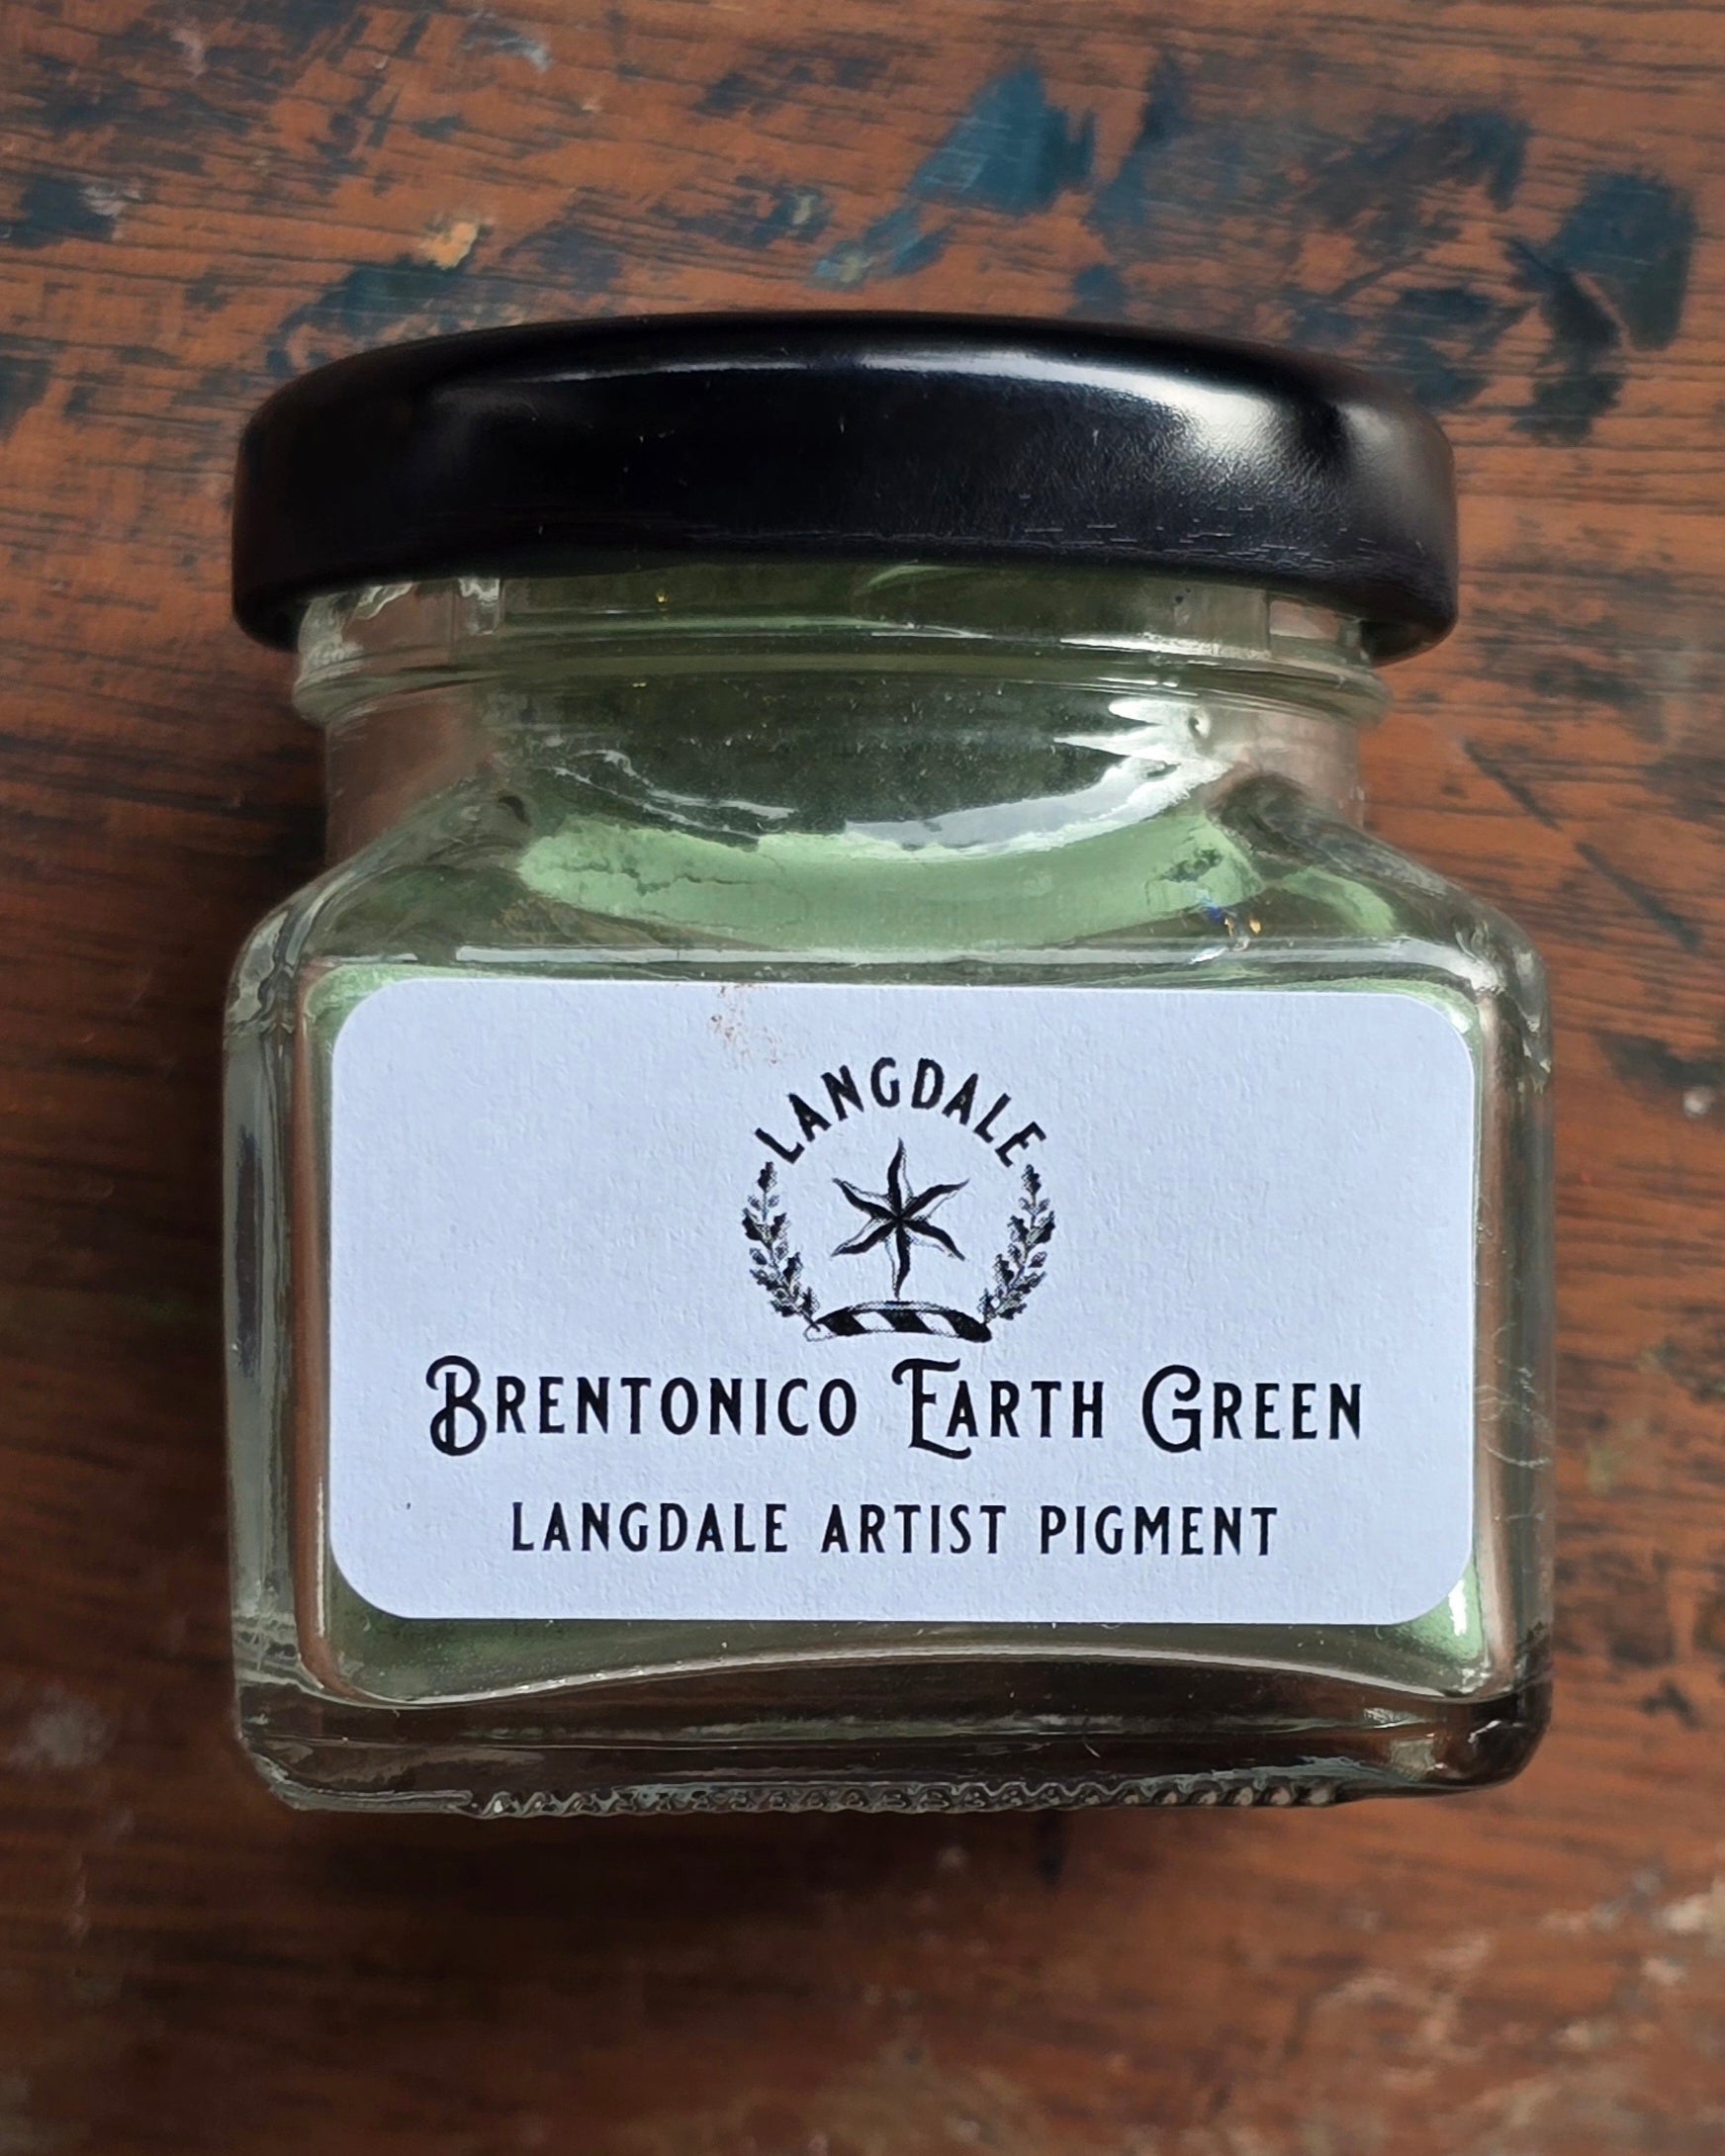 LANGDALE
BRENTONICO EARTH GREEN
LANGDALE ARTIST PIGMENT